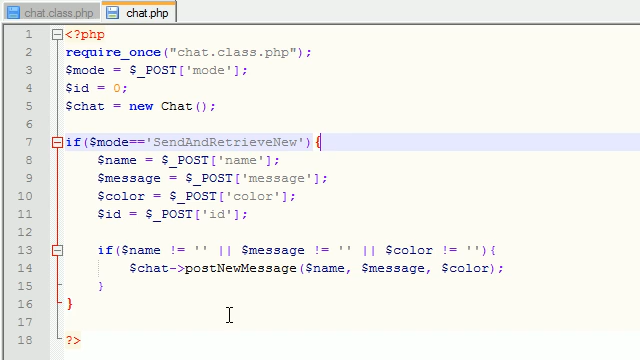 chat.class.php chat.php
1 <?php
2 require_once("chat.class.php");
3 $mode = $_POST['mode'];
4 $id = 0;
5 $chat = new Chat();
6
7 if($mode=='SendAndRetrieveNew'){
8 $name = $_POST['name'];
9 $message = $_POST['message'];
10 $color = $_POST['color'];
11 $id = $_POST['id'];
12
13 if($name != '' || $message != '' || $color != ''){
14 $chat->postNewMessage($name, $message, $color);
15 }
16 }
17
18 ?>